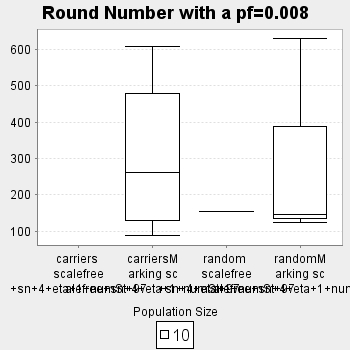 Round Number with a pf=0.008
600
500
400
300
200
100
carriers scalefree
carriersM arking sc
random scalefree
randomM arking sc
Population Size
10